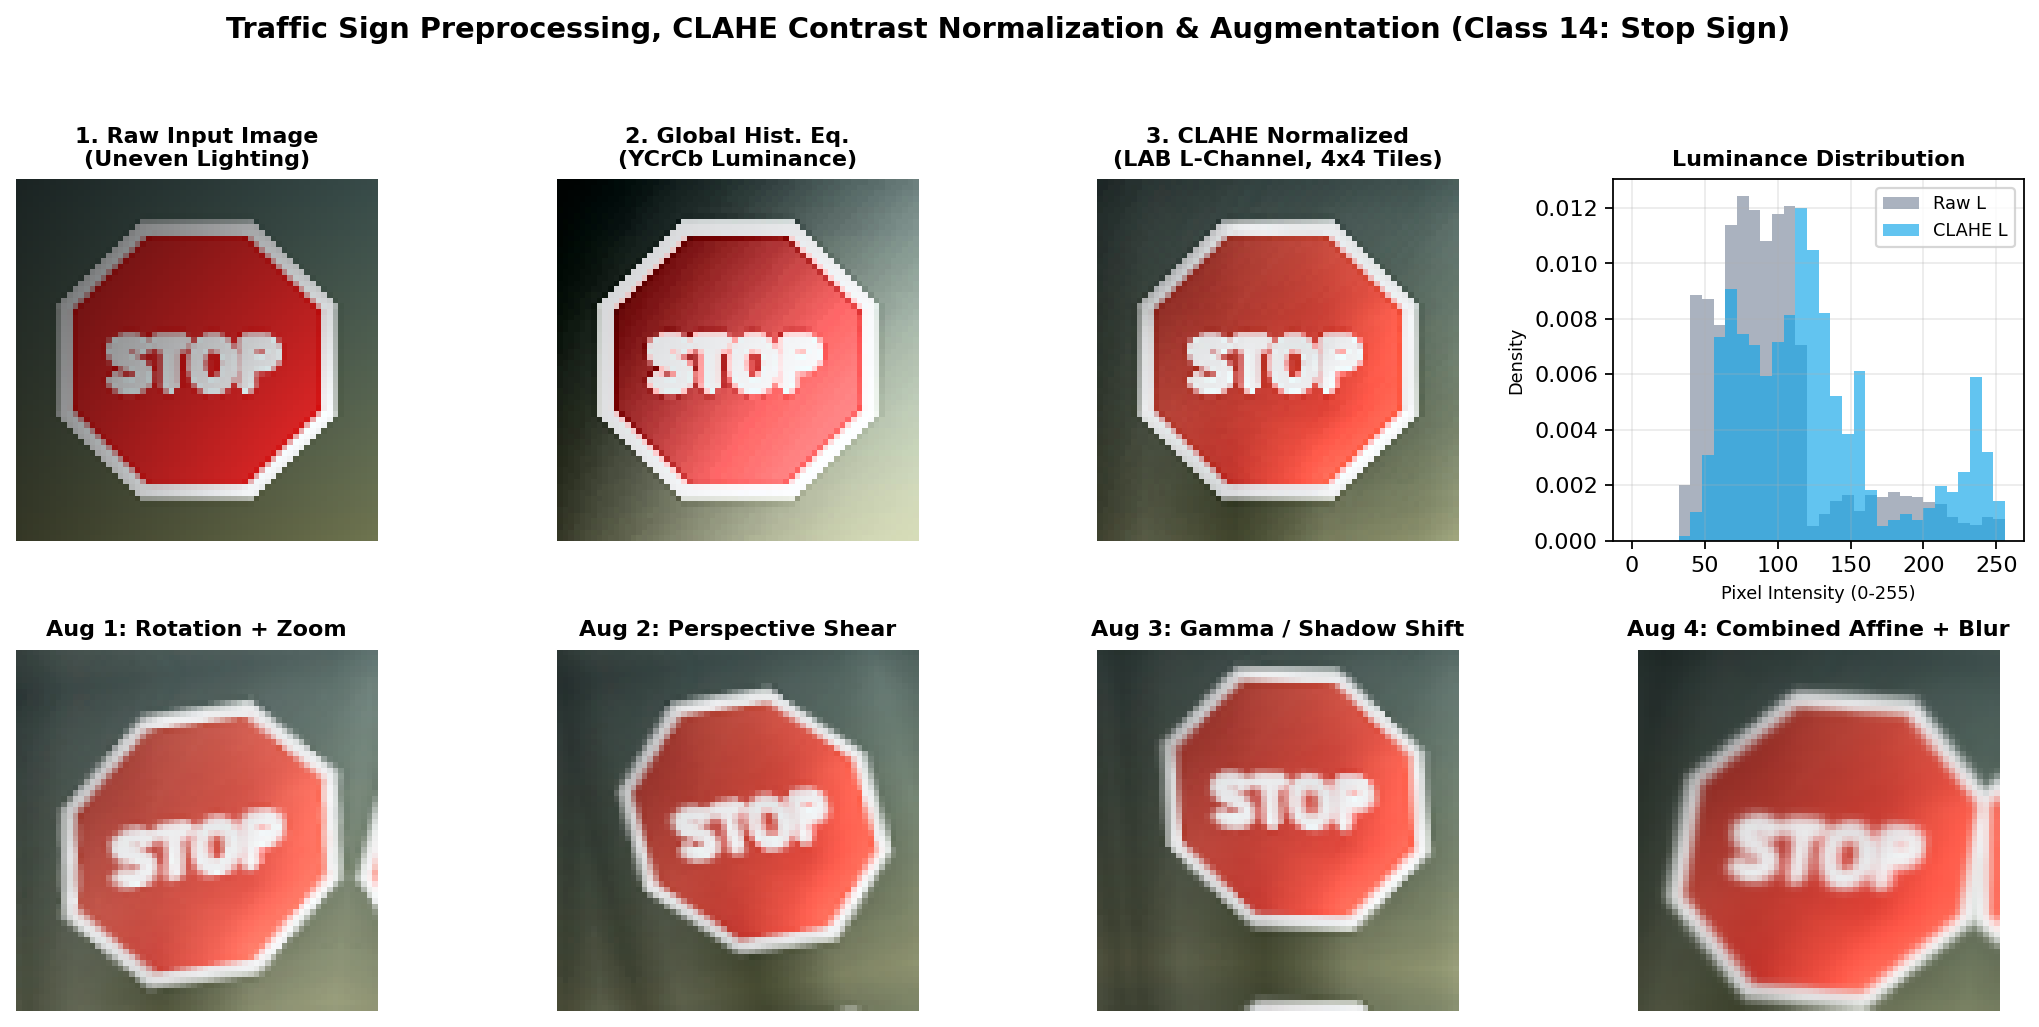 Traffic Sign Preprocessing, CLAHE Contrast Normalization & Augmentation (Class 14: Stop Sign)
1. Raw Input Image
(Uneven Lighting)
STOP
2. Global Hist. Eq.
(YCrCb Luminance)
STOP
3. CLAHE Normalized
(LAB L-Channel, 4x4 Tiles)
STOP
Luminance Distribution
Raw L
CLAHE L
Density
0.012
0.010
0.008
0.006
0.004
0.002
0.000
0 50 100 150 200 250
Pixel Intensity (0-255)
Aug 1: Rotation + Zoom
STOP
Aug 2: Perspective Shear
STOP
Aug 3: Gamma / Shadow Shift
STOP
Aug 4: Combined Affine + Blur
STOP